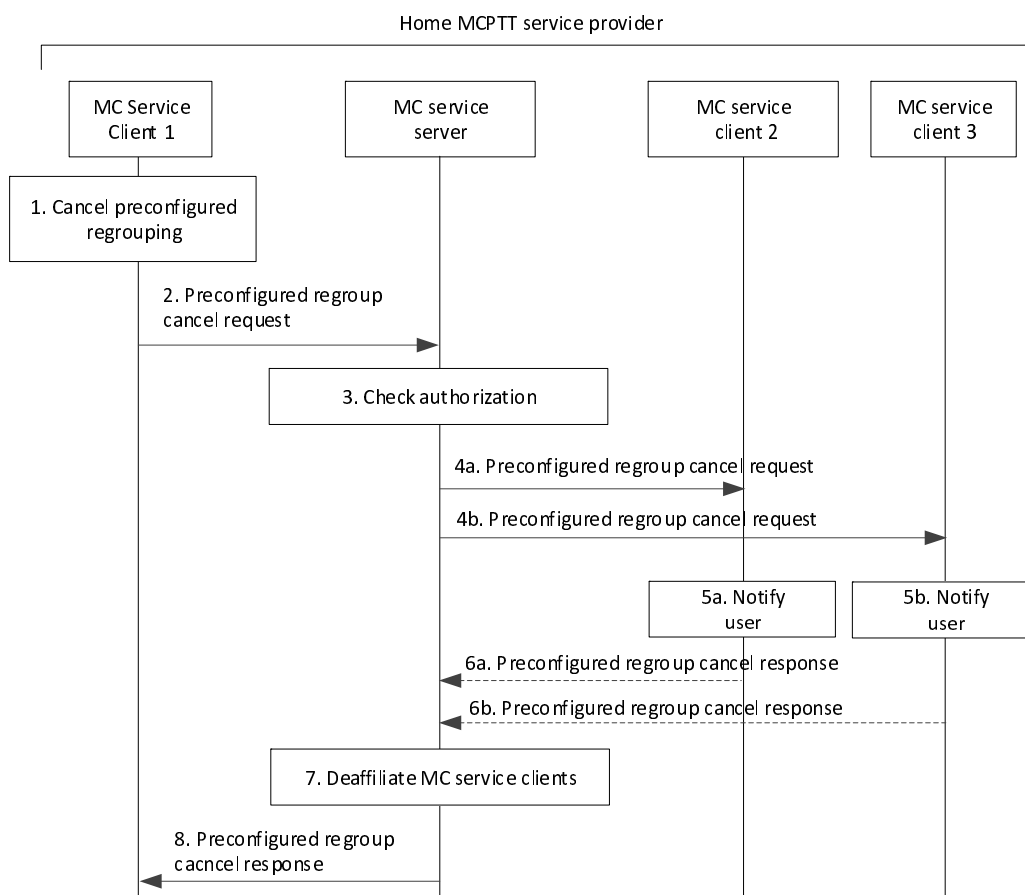 Home MCPTT service provider
MC Service
Client 1
MC service
server
MC service
client 2
MC service
client 3
1. Cancel preconfigured
regrouping
2. Preconfigured regroup
cancel request
3. Check authorization
4a. Preconfigured regroup cancel request
4b. Preconfigured regroup cancel request
5a. Notify
user
5b. Notify
user
6a. Preconfigured regroup cancel response
6b. Preconfigured regroup cancel response
7. Deaffiliate MC service clients
8. Preconfigured regroup
cacncel response